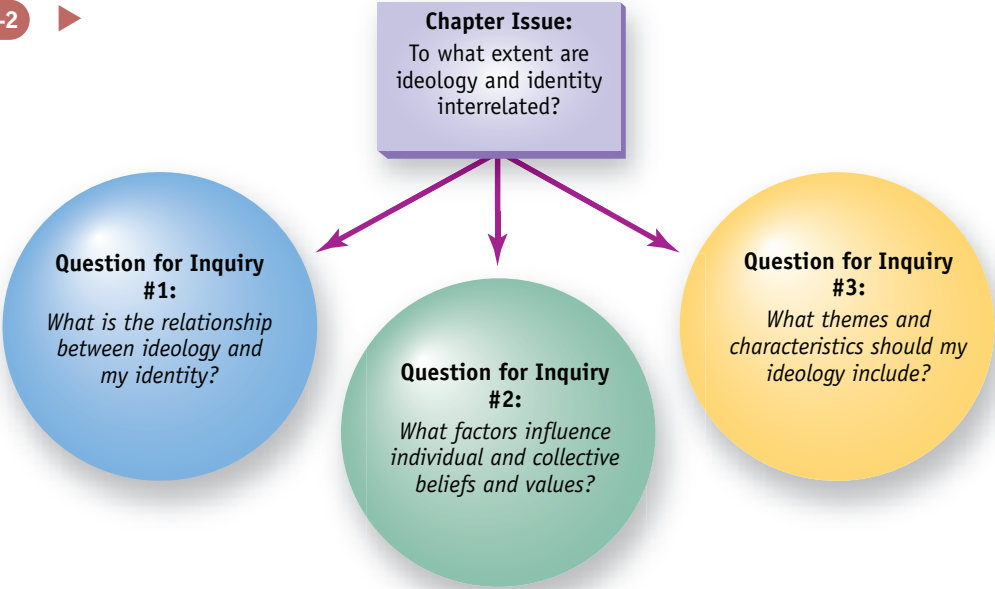 -2
Chapter Issue:
To what extent are
ideology and identity
interrelated?
Question for Inquiry
#1:
What is the relationship
between ideology and
my identity?
Question for Inquiry
#2:
What factors influence
individual and collective
beliefs and values?
Question for Inquiry
#3:
What themes and
characteristics should my
ideology include?